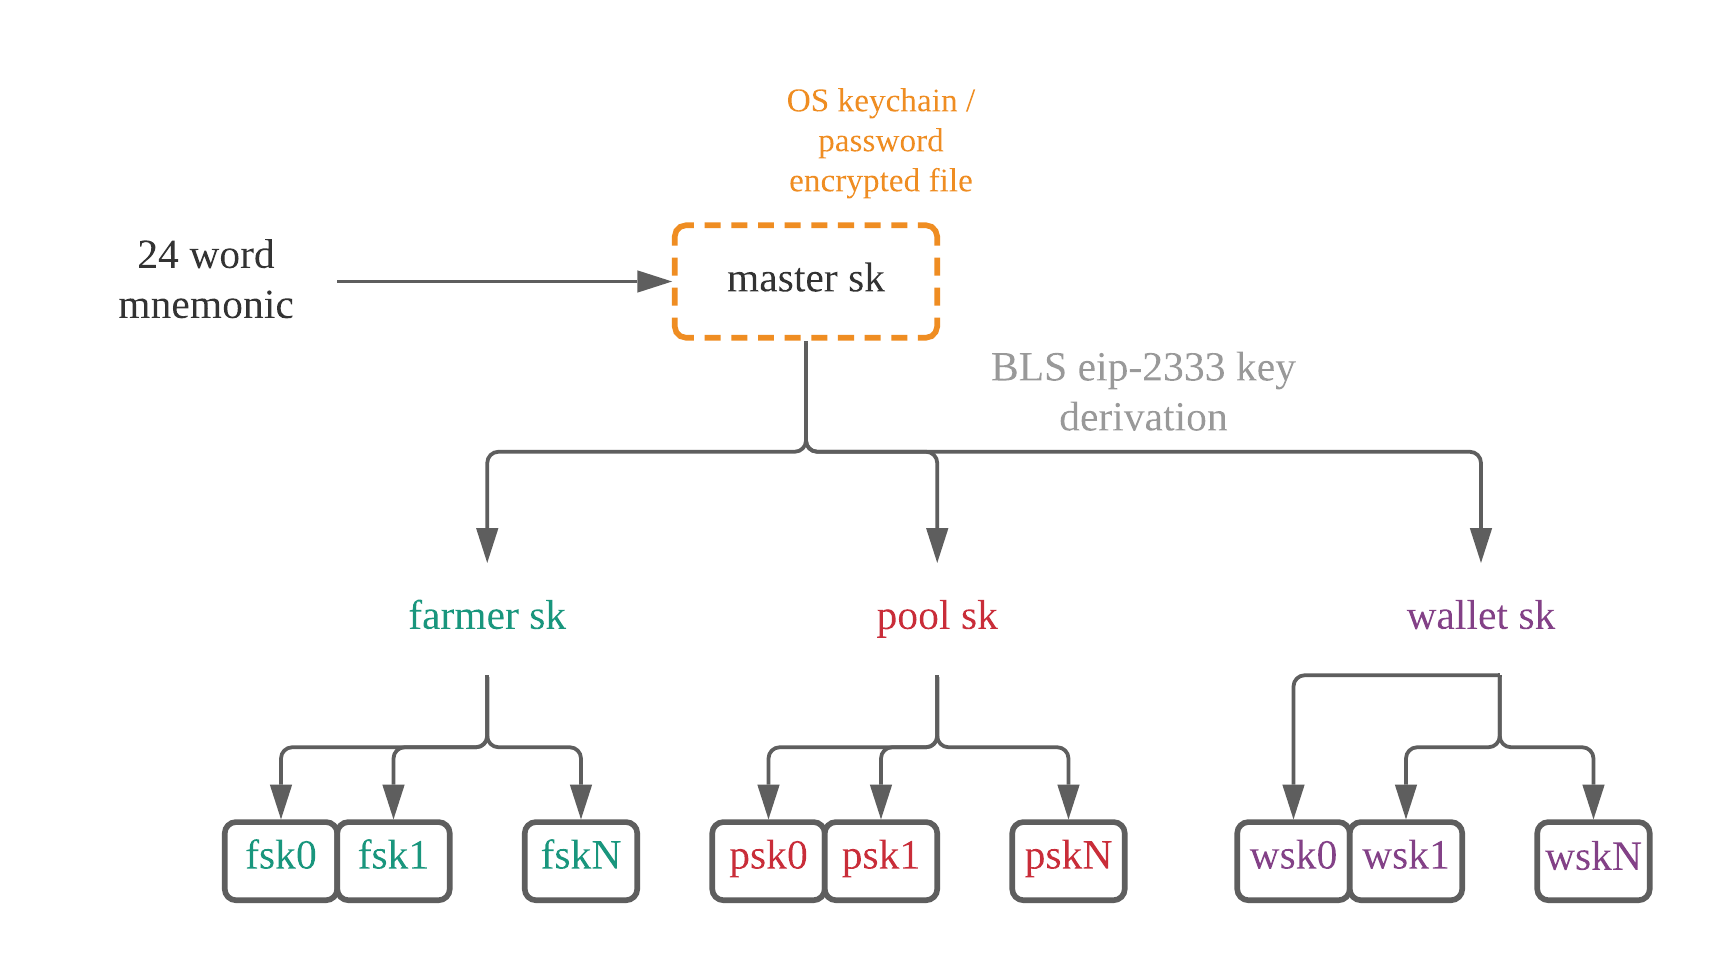 OS keychain /
password
encrypted file
24 word
mnemonic
master sk
BLS eip-2333 key
derivation
farmer sk
pool sk
wallet sk
fsk0
fsk1
fskN
psk0
psk1
pskN
wsk0
wsk1
wskN